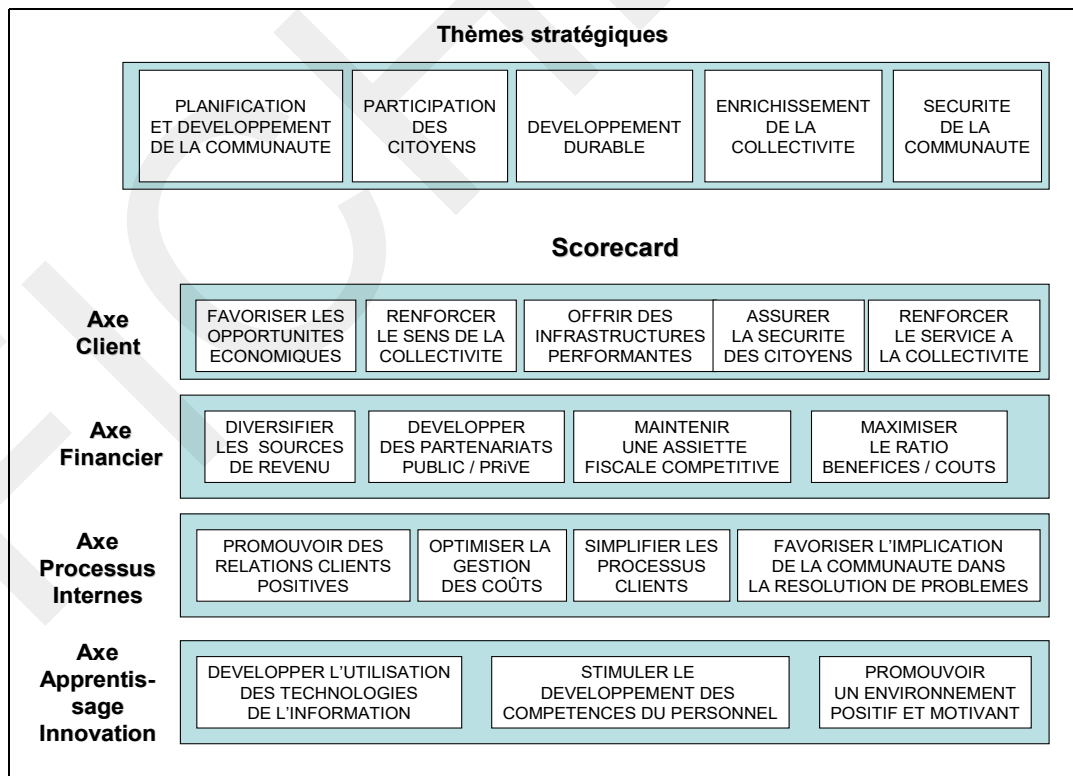 Thèmes stratégiques
PLANIFICATION
ET DEVELOPPEMENT
DE LA COMMUNAUTE
PARTICIPATION
DES
CITOYENS
DEVELOPPEMENT
DURABLE
ENRICHISSEMENT
DE LA
COLLECTIVITE
SECURITE
DE LA
COMMUNAUTE
Scorecard
Axe
Client
FAVORISER LES
OPPORTUNITES
ECONOMIQUES
RENFORCER
LE SENS DE LA
COLLECTIVITE
OFFRIR DES
INFRASTRUCTURES
PERFORMANTES
ASSURER
LA SECURITE
DES CITOYENS
RENFORCER
LE SERVICE A
LA COLLECTIVITE
Axe
Financier
DIVERSIFIER
LES SOURCES
DE REVENU
DEVELOPPER
DES PARTENARIATS
PUBLIC / PRiVE
MAINTENIR
UNE ASSIETTE
FISCALE COMPETITIVE
MAXIMISER
LE RATIO
BENEFICES / COUTS
Axe
Processus
Internes
PROMOUVOIR DES
RELATIONS CLIENTS
POSITIVES
OPTIMISER LA
GESTION
DES COÛTS
SIMPLIFIER LES
PROCESSUS
CLIENTS
FAVORISER L'IMPLICATION
DE LA COMMUNAUTE DANS
LA RESOLUTION DE PROBLEMES
Axe
Apprentis-
sage
Innovation
DEVELOPPER L'UTILISATION
DES TECHNOLOGIES
DE L'INFORMATION
STIMULER LE
DEVELOPPEMENT DES
COMPETENCES DU PERSONNEL
PROMOUVOIR
UN ENVIRONNEMENT
POSITIF ET MOTIVANT